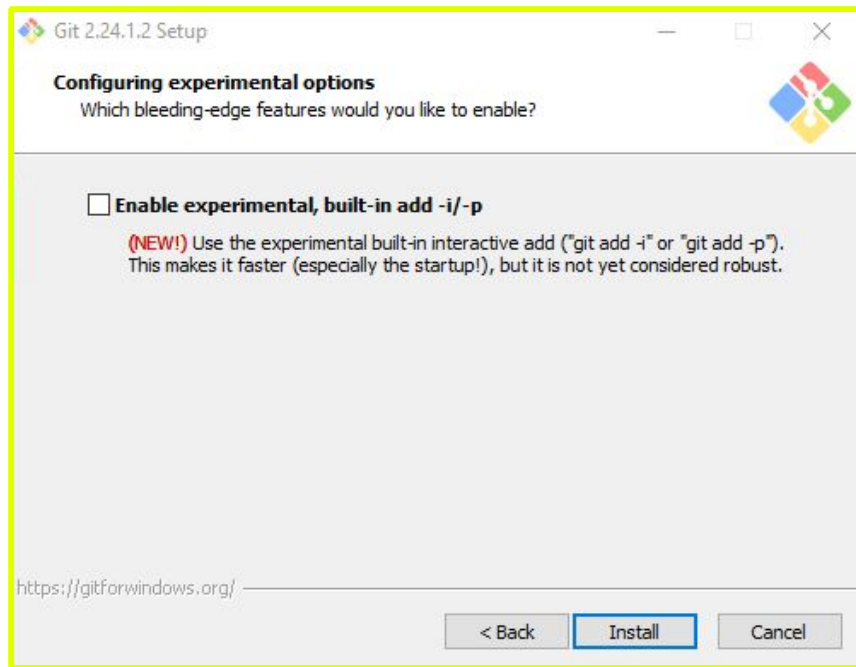 Git 2.24.1.2 Setup
Configuring experimental options
Which bleeding-edge features would you like to enable?
Enable experimental, built-in add -i/-p
(NEW!) Use the experimental built-in interactive add ("git add -i" or "git add -p").
This makes it faster (especially the startup!), but it is not yet considered robust.
https://gitforwindows.org/
< Back
Install
Cancel